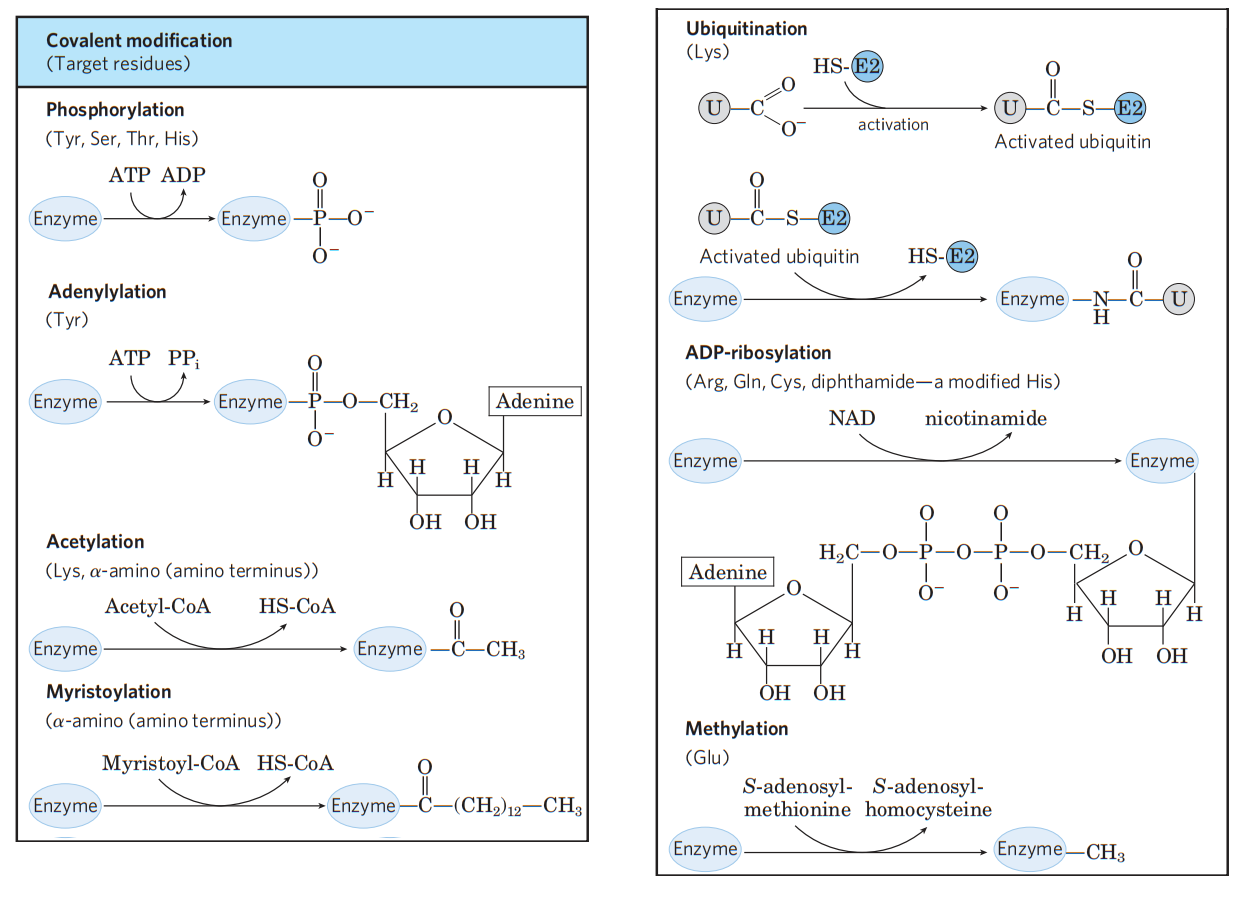 Covalent modification
(Target residues)
Phosphorylation
(Tyr, Ser, Thr, His)
ATP ADP
Enzyme Enzyme P O⁻
O
O⁻
Adenylylation
(Tyr)
ATP PPᵢ
Enzyme Enzyme P O CH₂ Adenine
O
O⁻
O
H H H H
OH OH
Acetylation
(Lys, α-amino (amino terminus))
Acetyl-CoA HS-CoA
O
Enzyme Enzyme C CH₃
Myristoylation
(α-amino (amino terminus))
Myristoyl-CoA HS-CoA
O
Enzyme Enzyme C (CH₂)₁₂ CH₃
Ubiquitination
(Lys)
HS-E2
O O
U C U C S E2
O⁻
activation
Activated ubiquitin
O
U C S E2
Activated ubiquitin HS-E2
O
Enzyme Enzyme N C U
H
ADP-ribosylation
(Arg, Gln, Cys, diphthamide—a modified His)
NAD nicotinamide
Enzyme Enzyme
O O
H₂C O P O P O CH₂ O
O⁻ O⁻
Adenine O
H H H H
OH OH
H H H H
OH OH
Methylation
(Glu)
S-adenosyl- S-adenosyl-
methionine homocysteine
Enzyme Enzyme CH₃